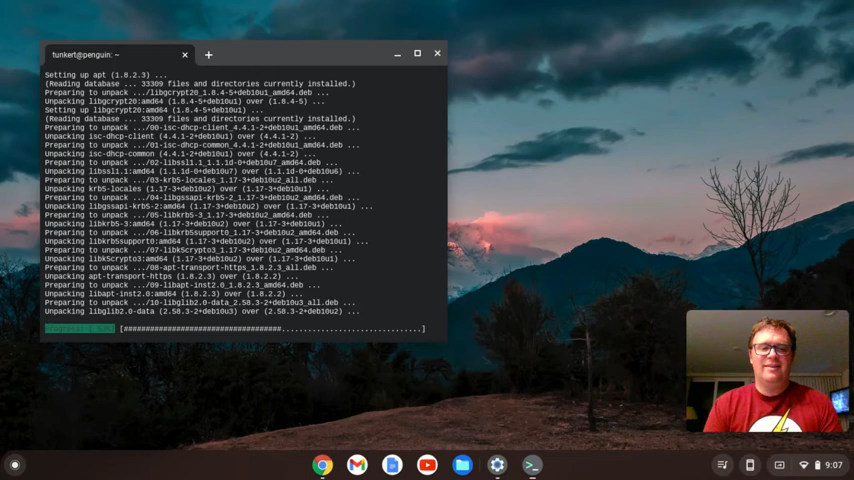 tunkert@penguin: ~
Setting up apt (1.8.2.3) ...
(Reading database ... 33309 files and directories currently installed.)
Preparing to unpack .../libgcrypt20_1.8.4-5+deb10u1_amd64.deb ...
Unpacking libgcrypt20:amd64 (1.8.4-5+deb10u1) over (1.8.4-5) ...
Setting up libgcrypt20:amd64 (1.8.4-5+deb10u1) ...
(Reading database ... 33309 files and directories currently installed.)
Preparing to unpack .../00-isc-dhcp-client_4.4.1-2+deb10u1_amd64.deb ...
Unpacking isc-dhcp-client (4.4.1-2+deb10u1) over (4.4.1-2) ...
Preparing to unpack .../01-isc-dhcp-common_4.4.1-2+deb10u1_amd64.deb ...
Unpacking isc-dhcp-common (4.4.1-2+deb10u1) over (4.4.1-2) ...
Preparing to unpack .../02-libssl1.1_1.1.1d-0+deb10u7_amd64.deb ...
Unpacking libssl1.1:amd64 (1.1.1d-0+deb10u7) over (1.1.1d-0+deb10u6) ...
Preparing to unpack .../03-krb5-locales_1.17-3+deb10u2_all.deb ...
Unpacking krb5-locales (1.17-3+deb10u2) over (1.17-3+deb10u1) ...
Preparing to unpack .../04-libgssapi-krb5-2_1.17-3+deb10u2_amd64.deb ...
Unpacking libgssapi-krb5-2:amd64 (1.17-3+deb10u2) over (1.17-3+deb10u1) ...
Preparing to unpack .../05-libkrb5-3_1.17-3+deb10u2_amd64.deb ...
Unpacking libkrb5-3:amd64 (1.17-3+deb10u2) over (1.17-3+deb10u1) ...
Preparing to unpack .../06-libkrb5support0_1.17-3+deb10u2_amd64.deb ...
Unpacking libkrb5support0:amd64 (1.17-3+deb10u2) over (1.17-3+deb10u1) ...
Preparing to unpack .../07-libk5crypto3_1.17-3+deb10u2_amd64.deb ...
Unpacking libk5crypto3:amd64 (1.17-3+deb10u2) over (1.17-3+deb10u1) ...
Preparing to unpack .../08-apt-transport-https_1.8.2.3_all.deb ...
Unpacking apt-transport-https (1.8.2.3) over (1.8.2.2) ...
Preparing to unpack .../09-libapt-inst2.0_1.8.2.3_amd64.deb ...
Unpacking libapt-inst2.0:amd64 (1.8.2.3) over (1.8.2.2) ...
Preparing to unpack .../10-libglib2.0-data_2.58.3-2+deb10u3_all.deb ...
Unpacking libglib2.0-data (2.58.3-2+deb10u3) over (2.58.3-2+deb10u2) ...
Progress:
9:07